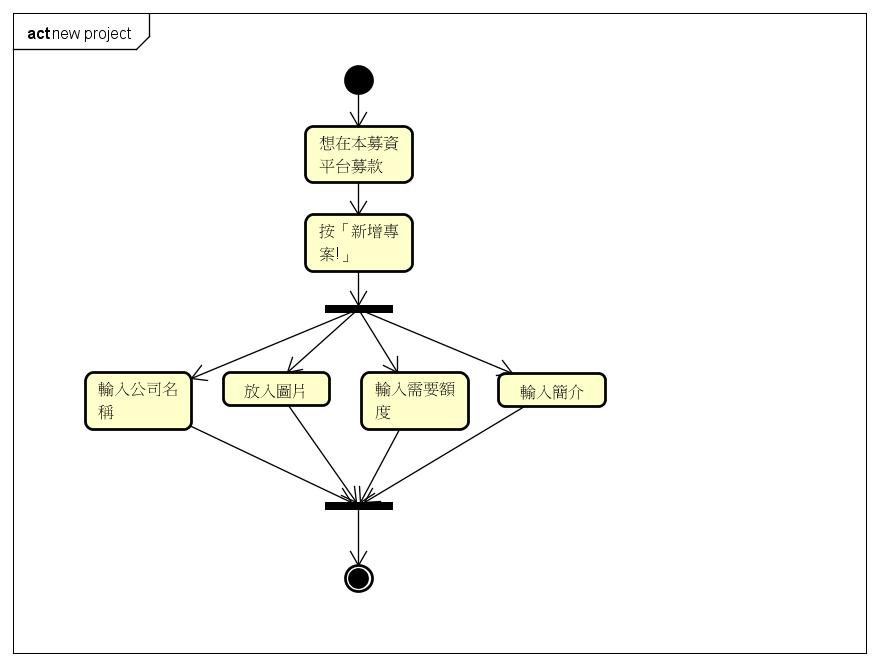 act new project
想在本募資
平台募款
按「新增專
案!」
輸入公司名
稱
放入圖片
輸入需要額
度
輸入簡介